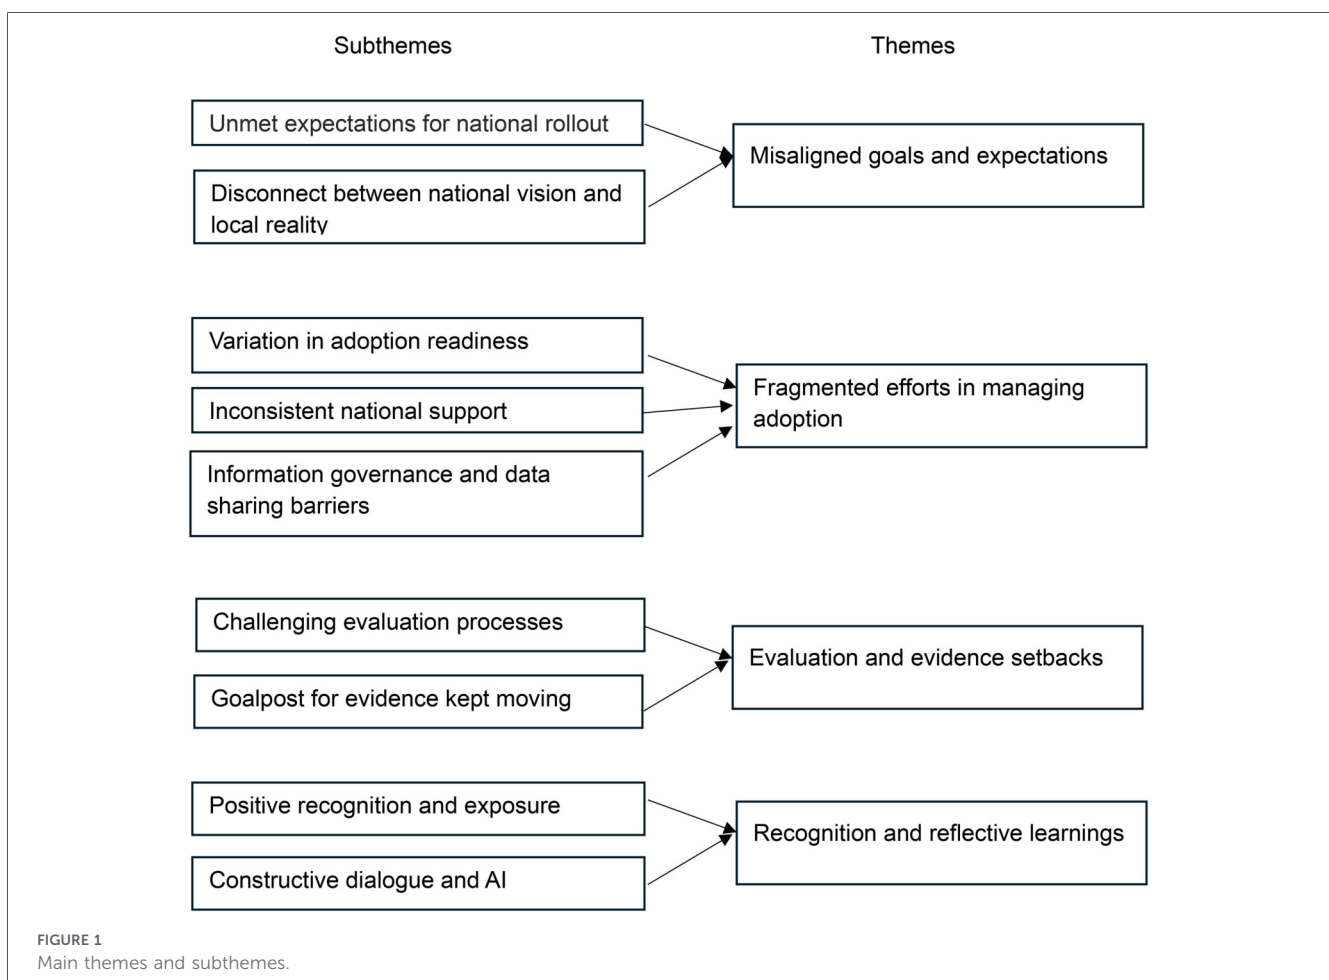 Subthemes
Themes
Unmet expectations for national rollout
Disconnect between national vision and
local reality
Misaligned goals and expectations
Variation in adoption readiness
Inconsistent national support
Information governance and data
sharing barriers
Fragmented efforts in managing
adoption
Challenging evaluation processes
Goalpost for evidence kept moving
Evaluation and evidence setbacks
Positive recognition and exposure
Constructive dialogue and AI
Recognition and reflective learnings
FIGURE 1
Main themes and subthemes.